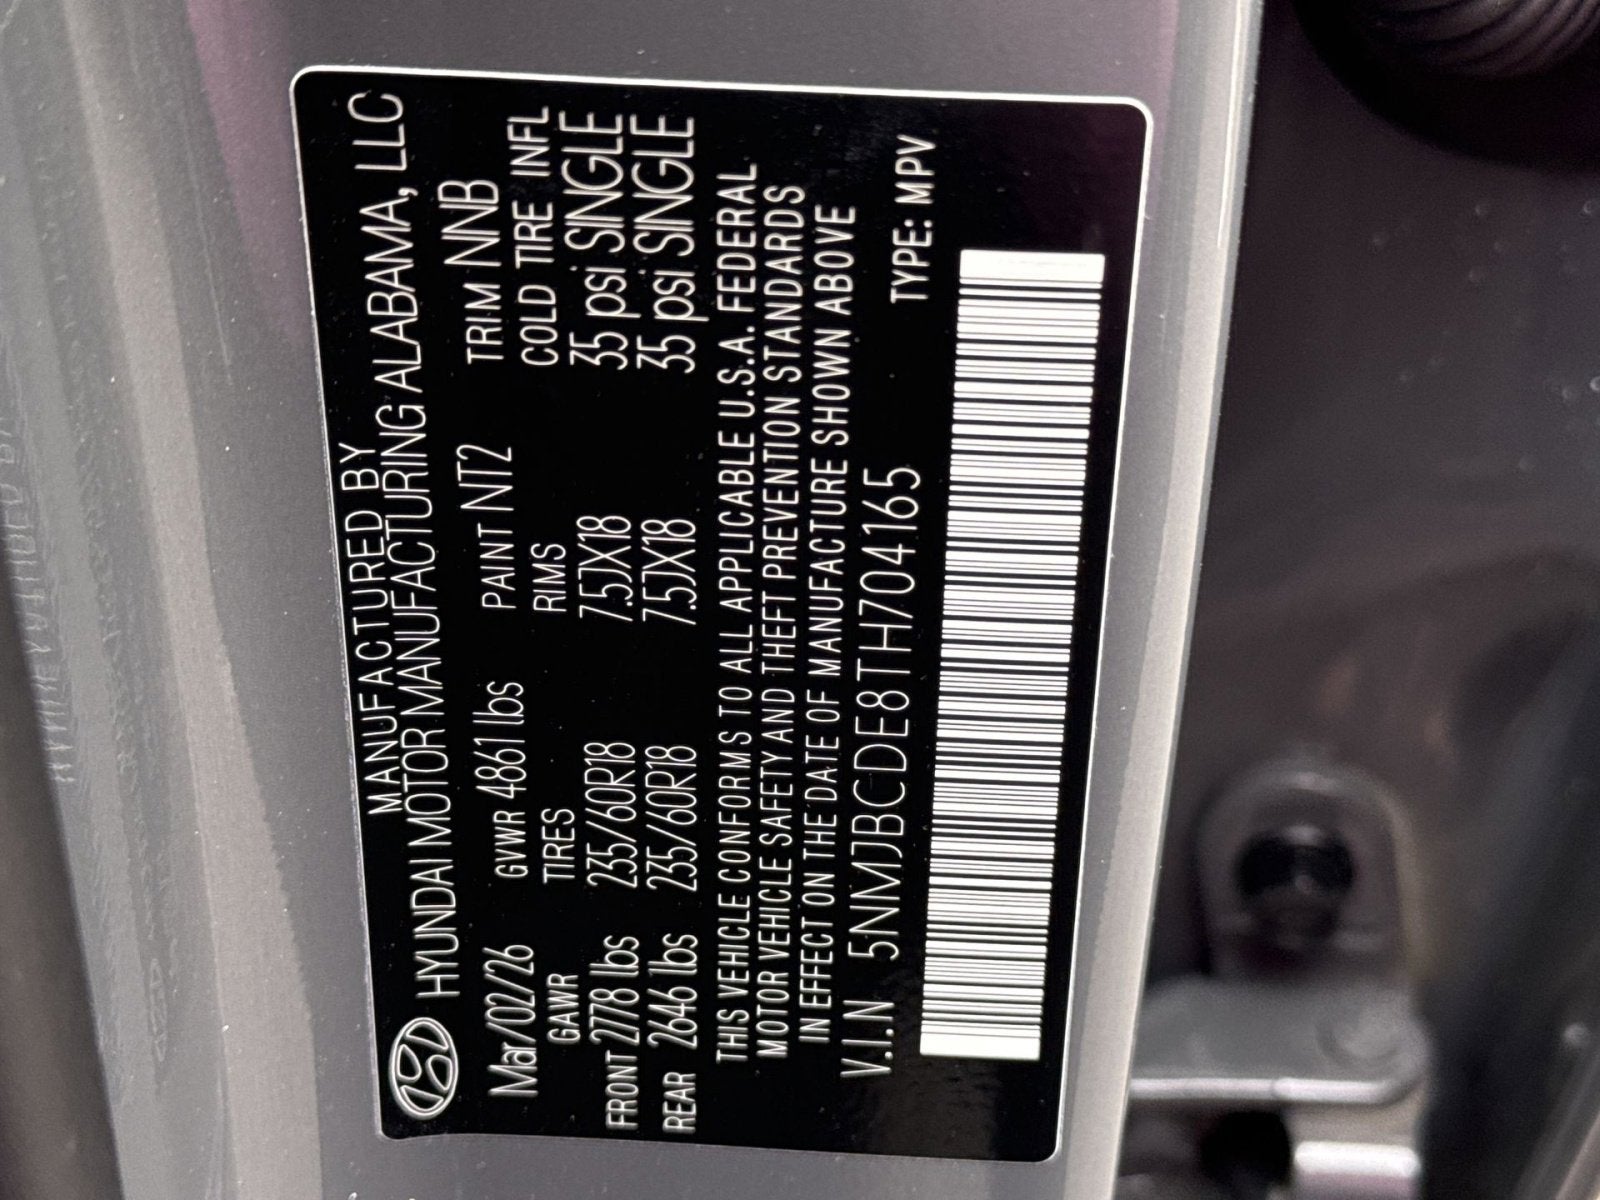 MANUFACTURED BY
HYUNDAI MOTOR MANUFACTURING ALABAMA, LLC
Mar/02/26 GVWR 4861 lbs PAINT NT2 TRIM NNB
GAWR TIRES RIMS COLD TIRE INFL
FRONT 2778 lbs 235/60R18 7.5JX18 35 psi SINGLE
REAR 2646 lbs 235/60R18 7.5JX18 35 psi SINGLE
THIS VEHICLE CONFORMS TO ALL APPLICABLE U.S.A. FEDERAL
MOTOR VEHICLE SAFETY AND THEFT PREVENTION STANDARDS
IN EFFECT ON THE DATE OF MANUFACTURE SHOWN ABOVE
V.I.N 5NMJBCDE8TH704165 TYPE: MPV